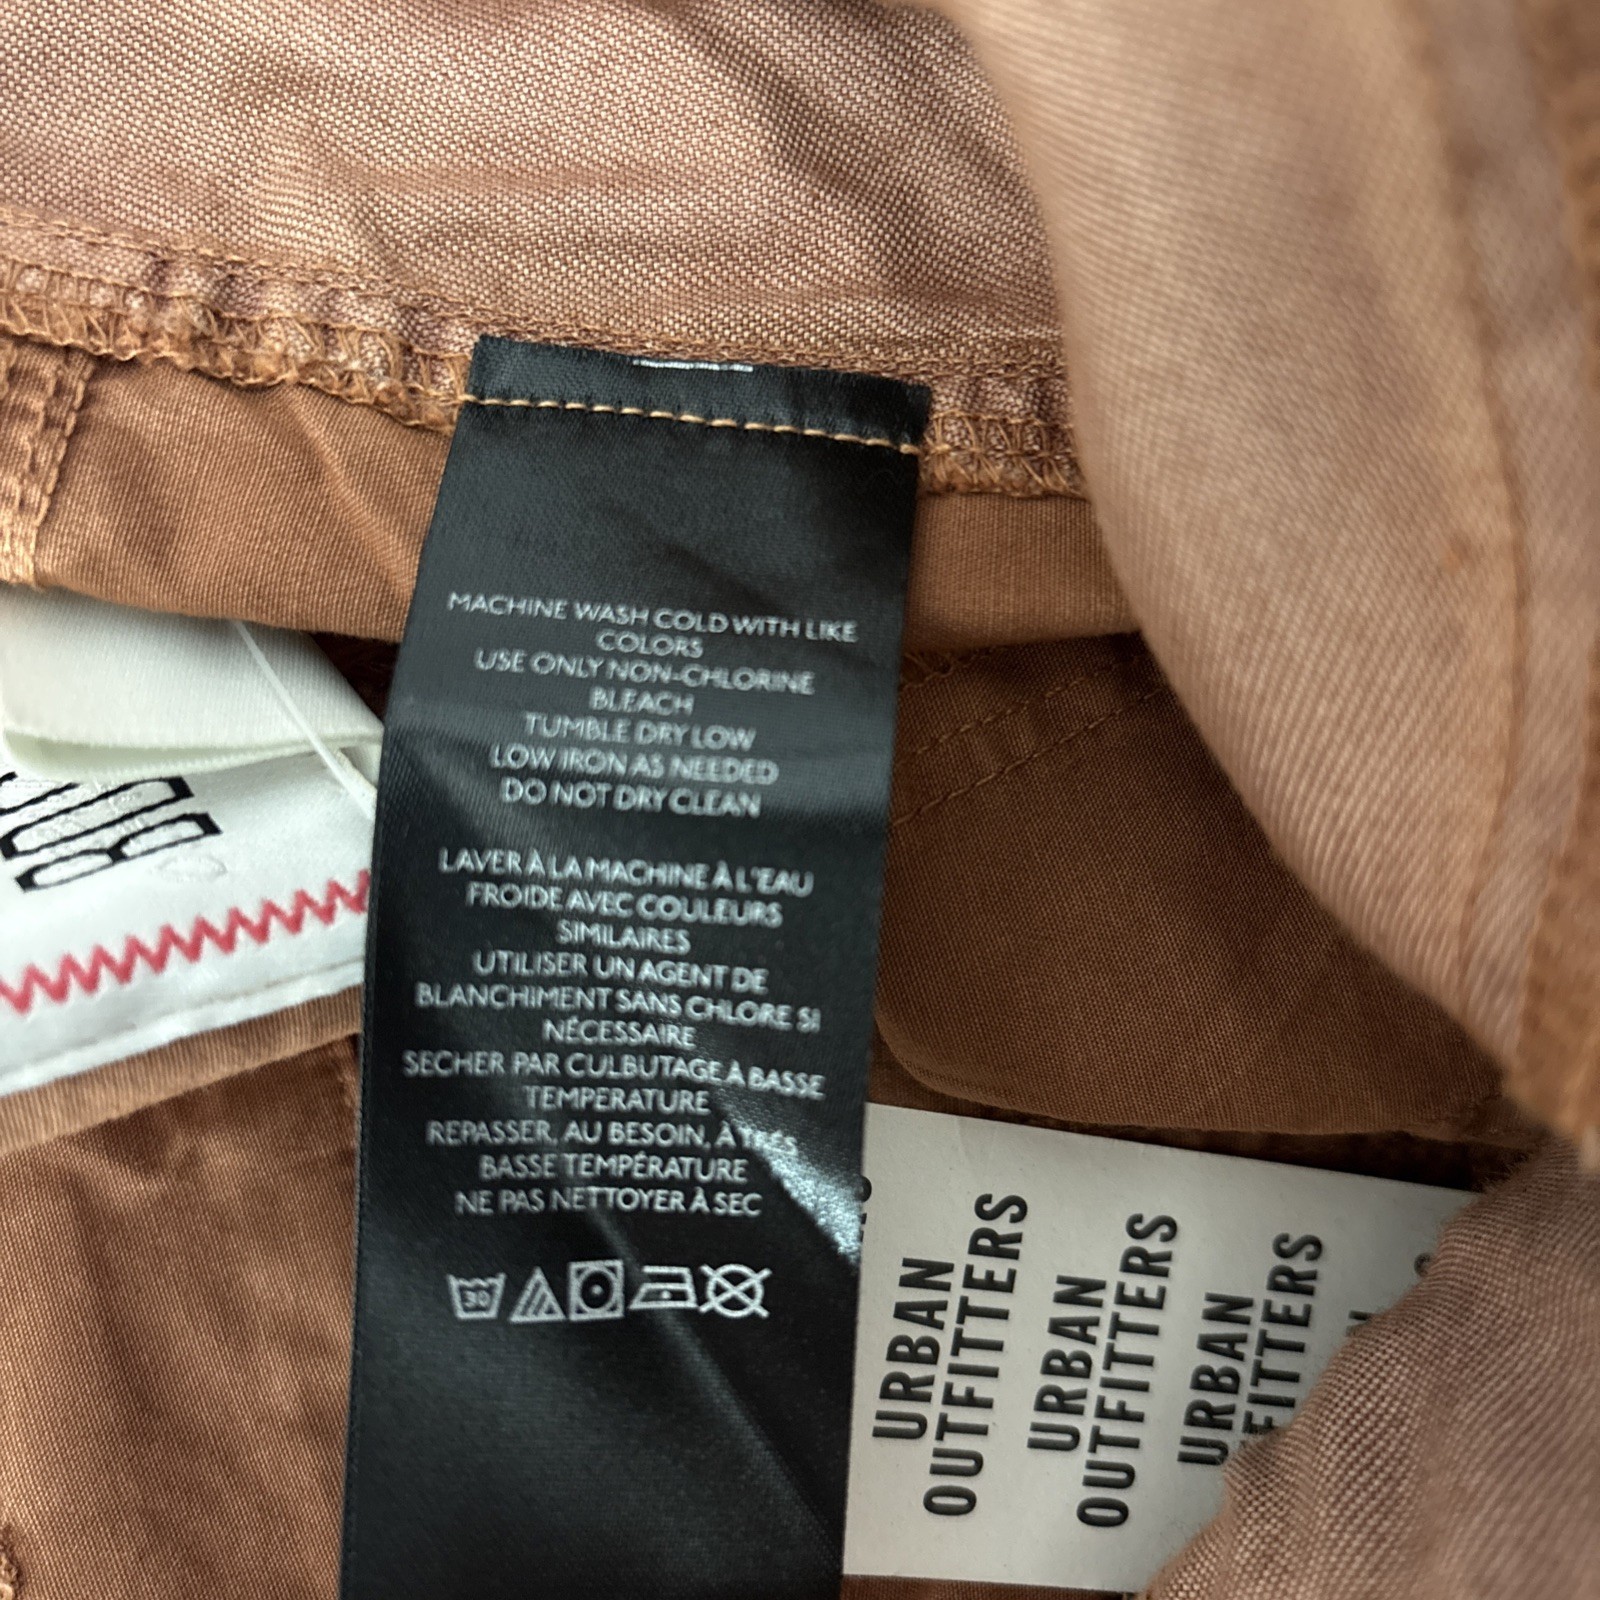 MACHINE WASH COLD WITH LIKE
COLORS
USE ONLY NON-CHLORINE
BLEACH
TUMBLE DRY LOW
LOW IRON AS NEEDED
DO NOT DRY CLEAN
LAVER À LA MACHINE À L'EAU
FROIDE AVEC COULEURS
SIMILAIRES
UTILISER UN AGENT DE
BLANCHIMENT SANS CHLORE SI
NÉCESSAIRE
SECHER PAR CULBUTAGE À BASSE
TEMPERATURE
REPASSER, AU BESOIN, À TRÈS
BASSE TEMPÉRATURE
NE PAS NETTOYER À SEC
30
URBAN
OUTFITTERS
URBAN
OUTFITTERS
URBAN
FITTERS